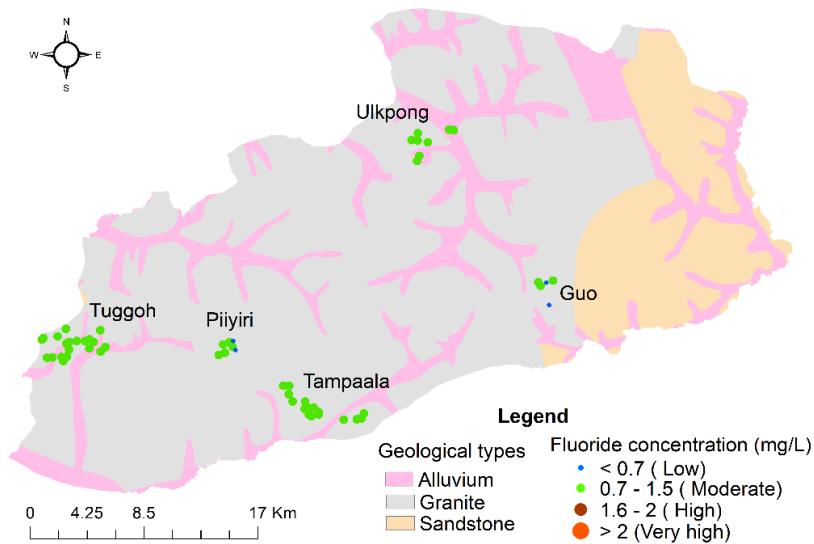 N
W E
S
Ulkpong
Guo
Tuggoh
Piiyiri
Tampaala
Legend
Geological types
Alluvium
Granite
Sandstone
Fluoride concentration (mg/L)
< 0.7 ( Low)
0.7 - 1.5 ( Moderate)
1.6 - 2 ( High)
> 2 (Very high)
0 4.25 8.5 17 Km